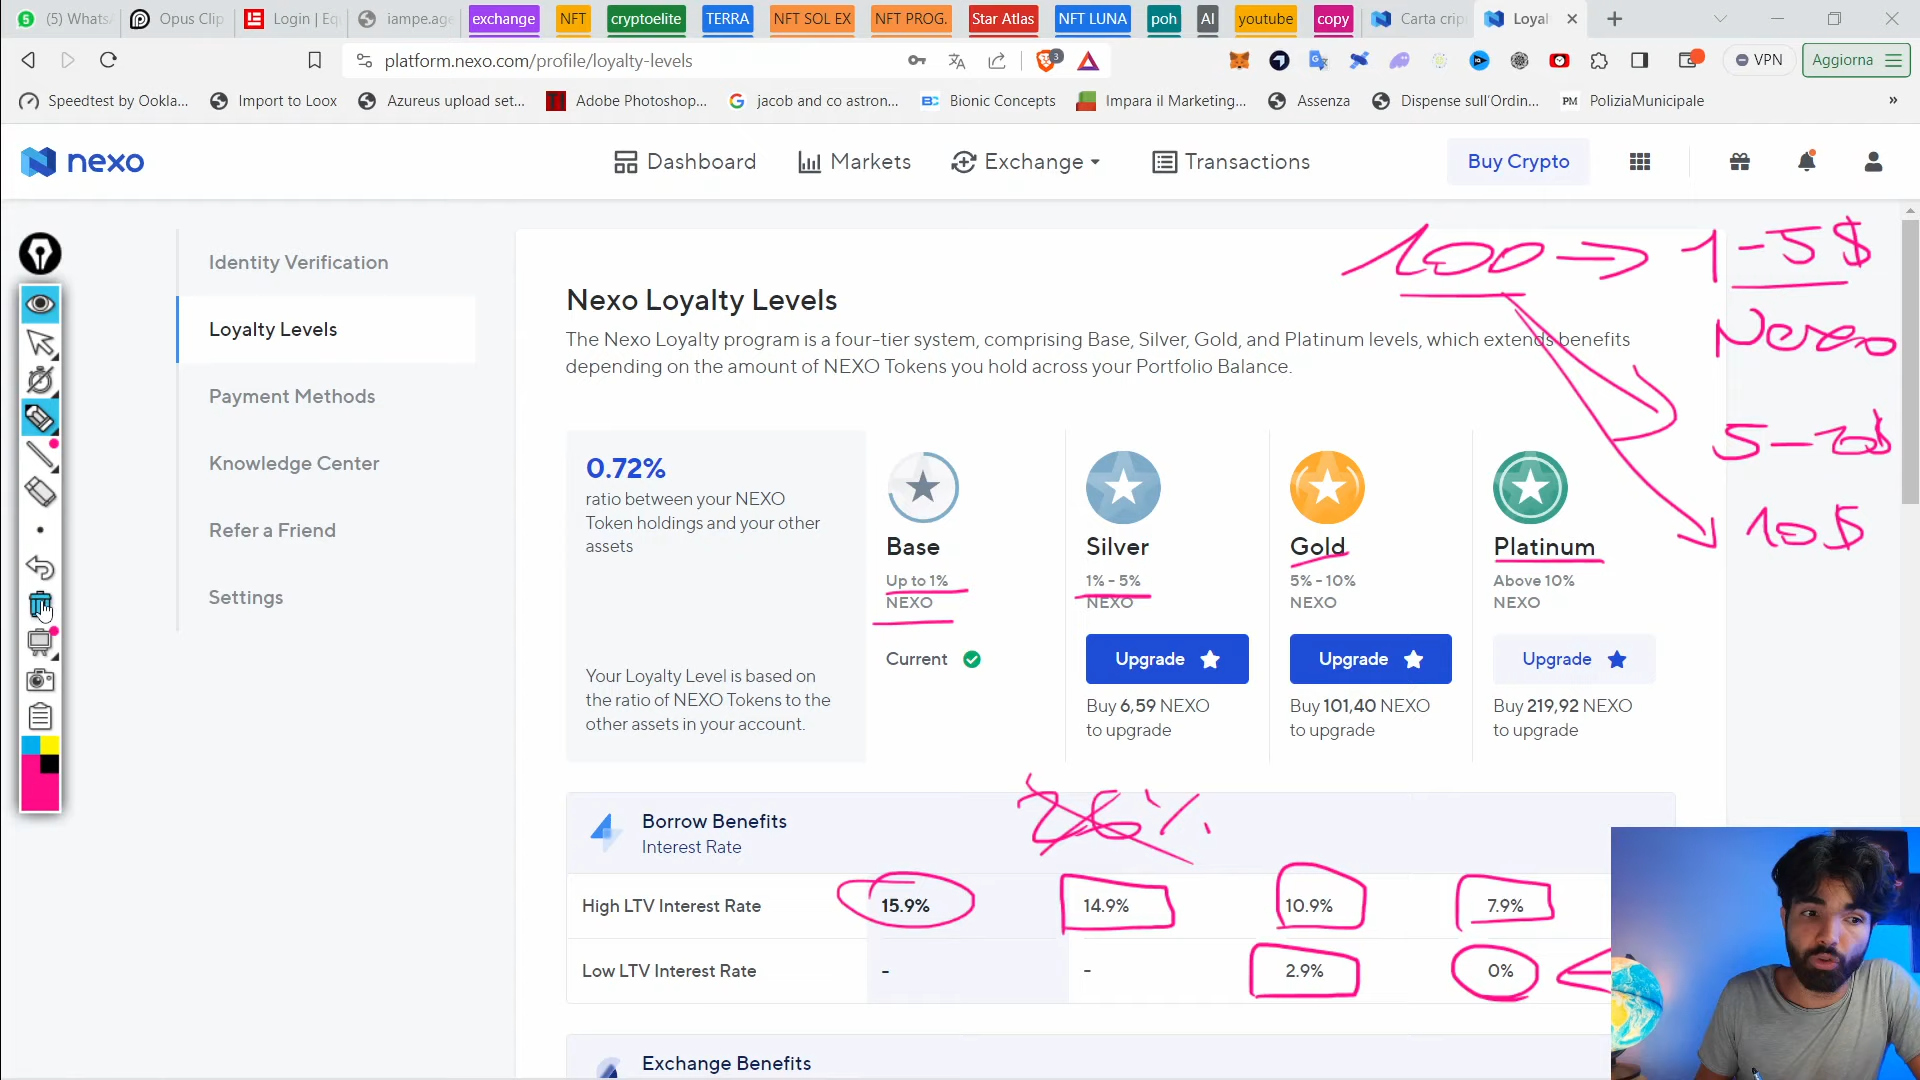 (5) WhatsA
Opus Clip
Login | Eq
iampe.age
exchange
NFT
cryptoelite
TERRA
NFT SOL EX
NFT PROG.
Star Atlas
NFT LUNA
poh
AI
youtube
copy
Carta crip
Loyal
platform.nexo.com/profile/loyalty-levels
3
VPN
Aggiorna
Speedtest by Ookla...
Import to Loox
Azureus upload set...
Adobe Photoshop...
jacob and co astron...
Bionic Concepts
Impara il Marketing...
Assenza
Dispense sull'Ordin...
PM PoliziaMunicipale
nexo
Dashboard
Markets
Exchange
Transactions
Buy Crypto
Identity Verification
Loyalty Levels
Payment Methods
Knowledge Center
Refer a Friend
Settings
100 → 1-5$
Nexo
5-10$
10$
Nexo Loyalty Levels
The Nexo Loyalty program is a four-tier system, comprising Base, Silver, Gold, and Platinum levels, which extends benefits
depending on the amount of NEXO Tokens you hold across your Portfolio Balance.
0.72%
ratio between your NEXO
Token holdings and your other
assets
Your Loyalty Level is based on
the ratio of NEXO Tokens to the
other assets in your account.
Base
Up to 1%
NEXO
Current
Silver
1% - 5%
NEXO
Upgrade
Buy 6,59 NEXO
to upgrade
Gold
5% - 10%
NEXO
Upgrade
Buy 101,40 NEXO
to upgrade
Platinum
Above 10%
NEXO
Upgrade
Buy 219,92 NEXO
to upgrade
26%
Borrow Benefits
Interest Rate
High LTV Interest Rate 15.9% 14.9% 10.9% 7.9%
Low LTV Interest Rate - - 2.9% 0%
Exchange Benefits